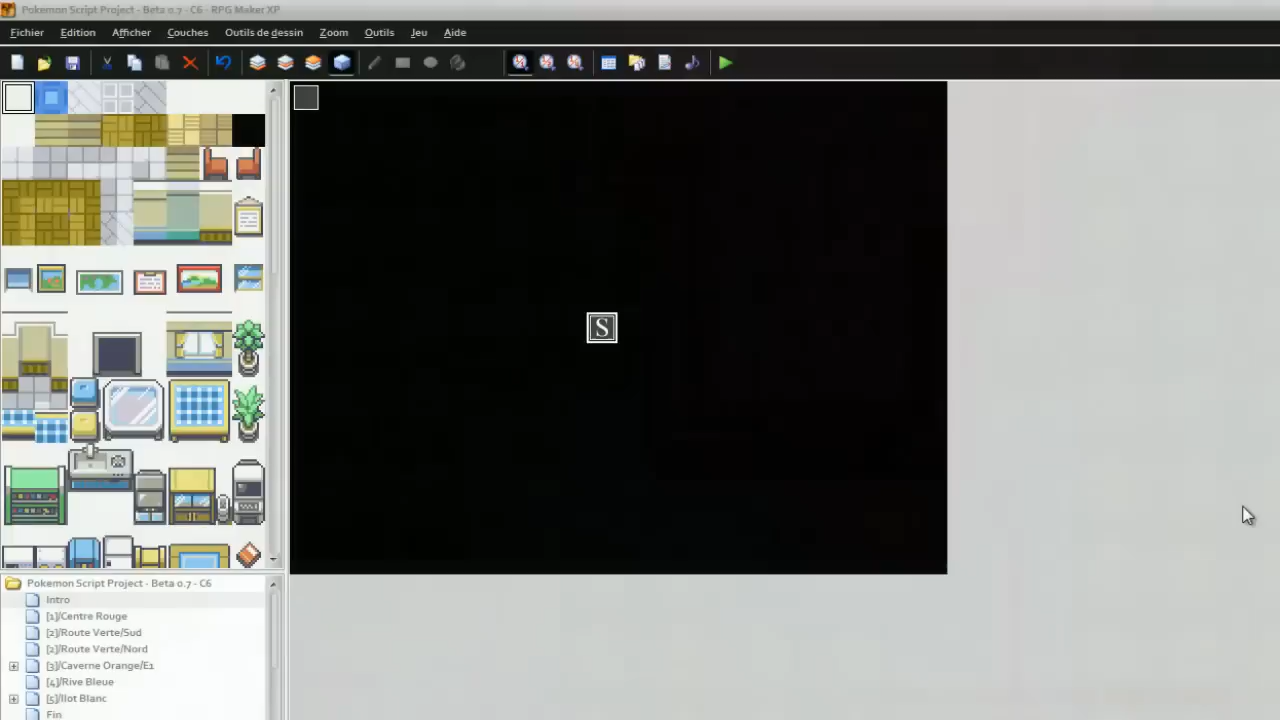 Pokemon Script Project - Beta 0.7 - C6 - RPG Maker XP
Fichier Edition Afficher Couches Outils de dessin Zoom Outils Jeu Aide
S
Pokemon Script Project - Beta 0.7 - C6
Intro
[1]/Centre Rouge
[2]/Route Verte/Sud
[2]/Route Verte/Nord
[3]/Caverne Orange/E1
[4]/Rive Bleue
[5]/Ilot Blanc
Fin